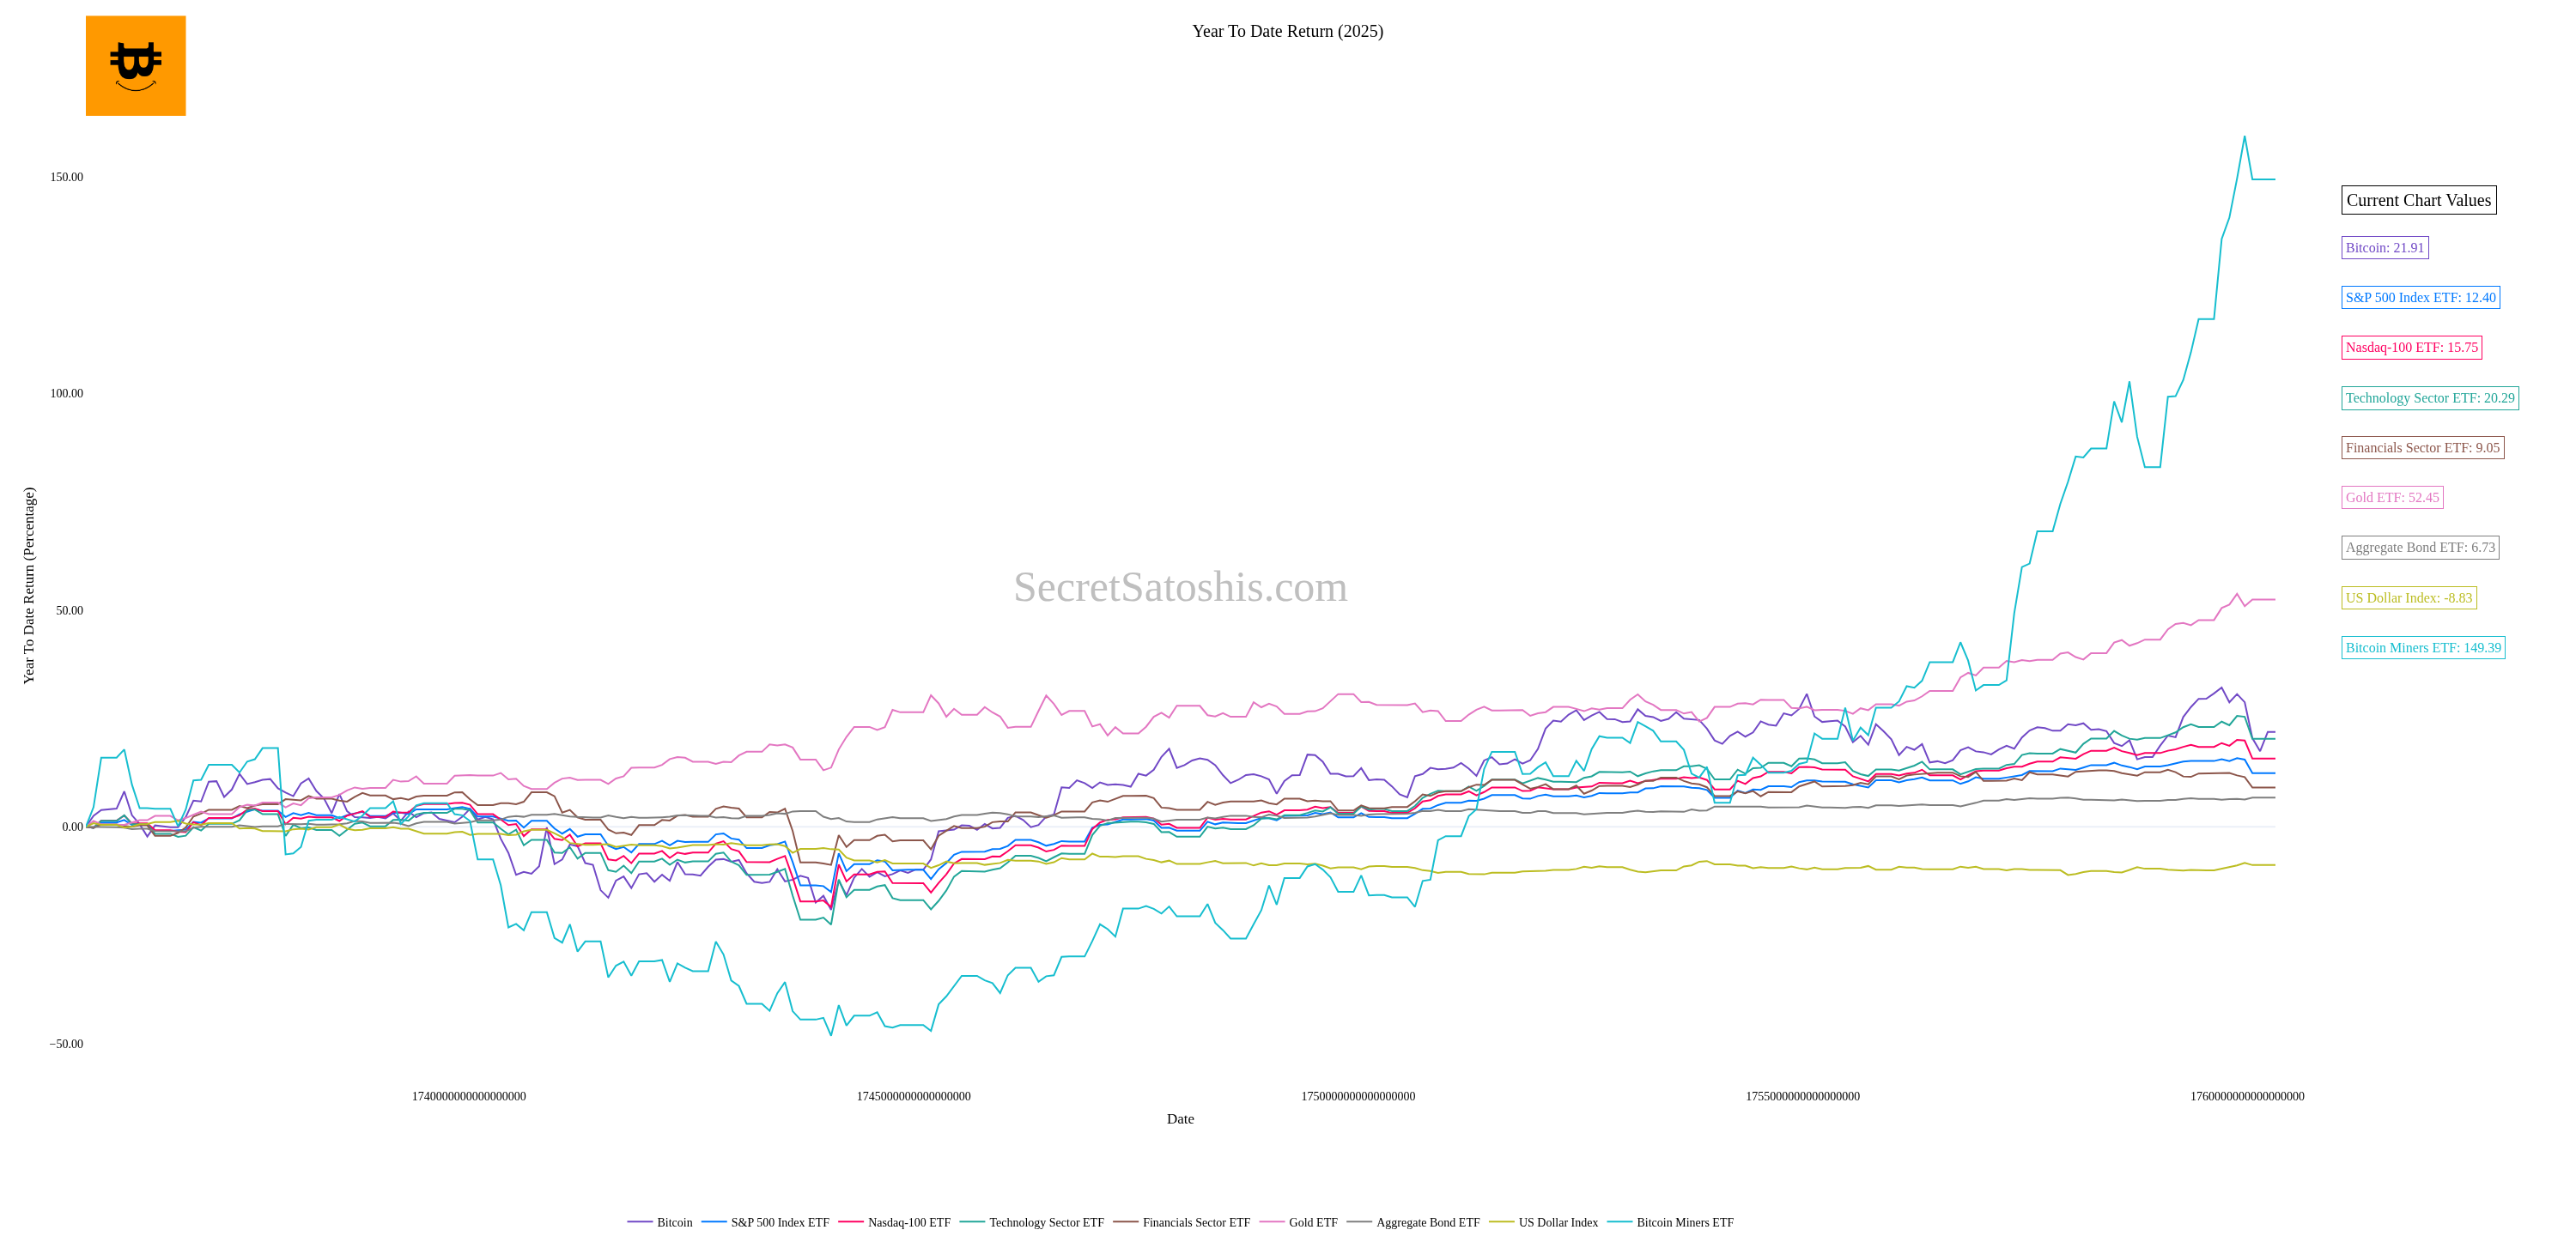 Year To Date Return (2025)
150.00
100.00
50.00
0.00
−50.00
Year To Date Return (Percentage)
SecretSatoshis.com
Current Chart Values
Bitcoin: 21.91
S&P 500 Index ETF: 12.40
Nasdaq-100 ETF: 15.75
Technology Sector ETF: 20.29
Financials Sector ETF: 9.05
Gold ETF: 52.45
Aggregate Bond ETF: 6.73
US Dollar Index: -8.83
Bitcoin Miners ETF: 149.39
1740000000000000000 1745000000000000000 1750000000000000000 1755000000000000000 1760000000000000000
Date
Bitcoin S&P 500 Index ETF Nasdaq-100 ETF Technology Sector ETF Financials Sector ETF Gold ETF Aggregate Bond ETF US Dollar Index Bitcoin Miners ETF